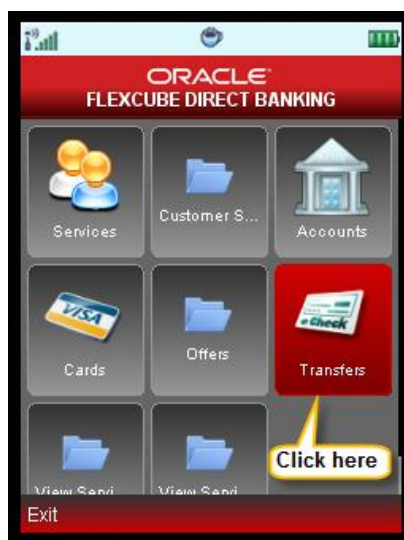 ORACLE
FLEXCUBE DIRECT BANKING
Services
Customer S...
Accounts
VISA
e-Check
Cards
Offers
Transfers
Click here
View Servi
View Servi
Exit